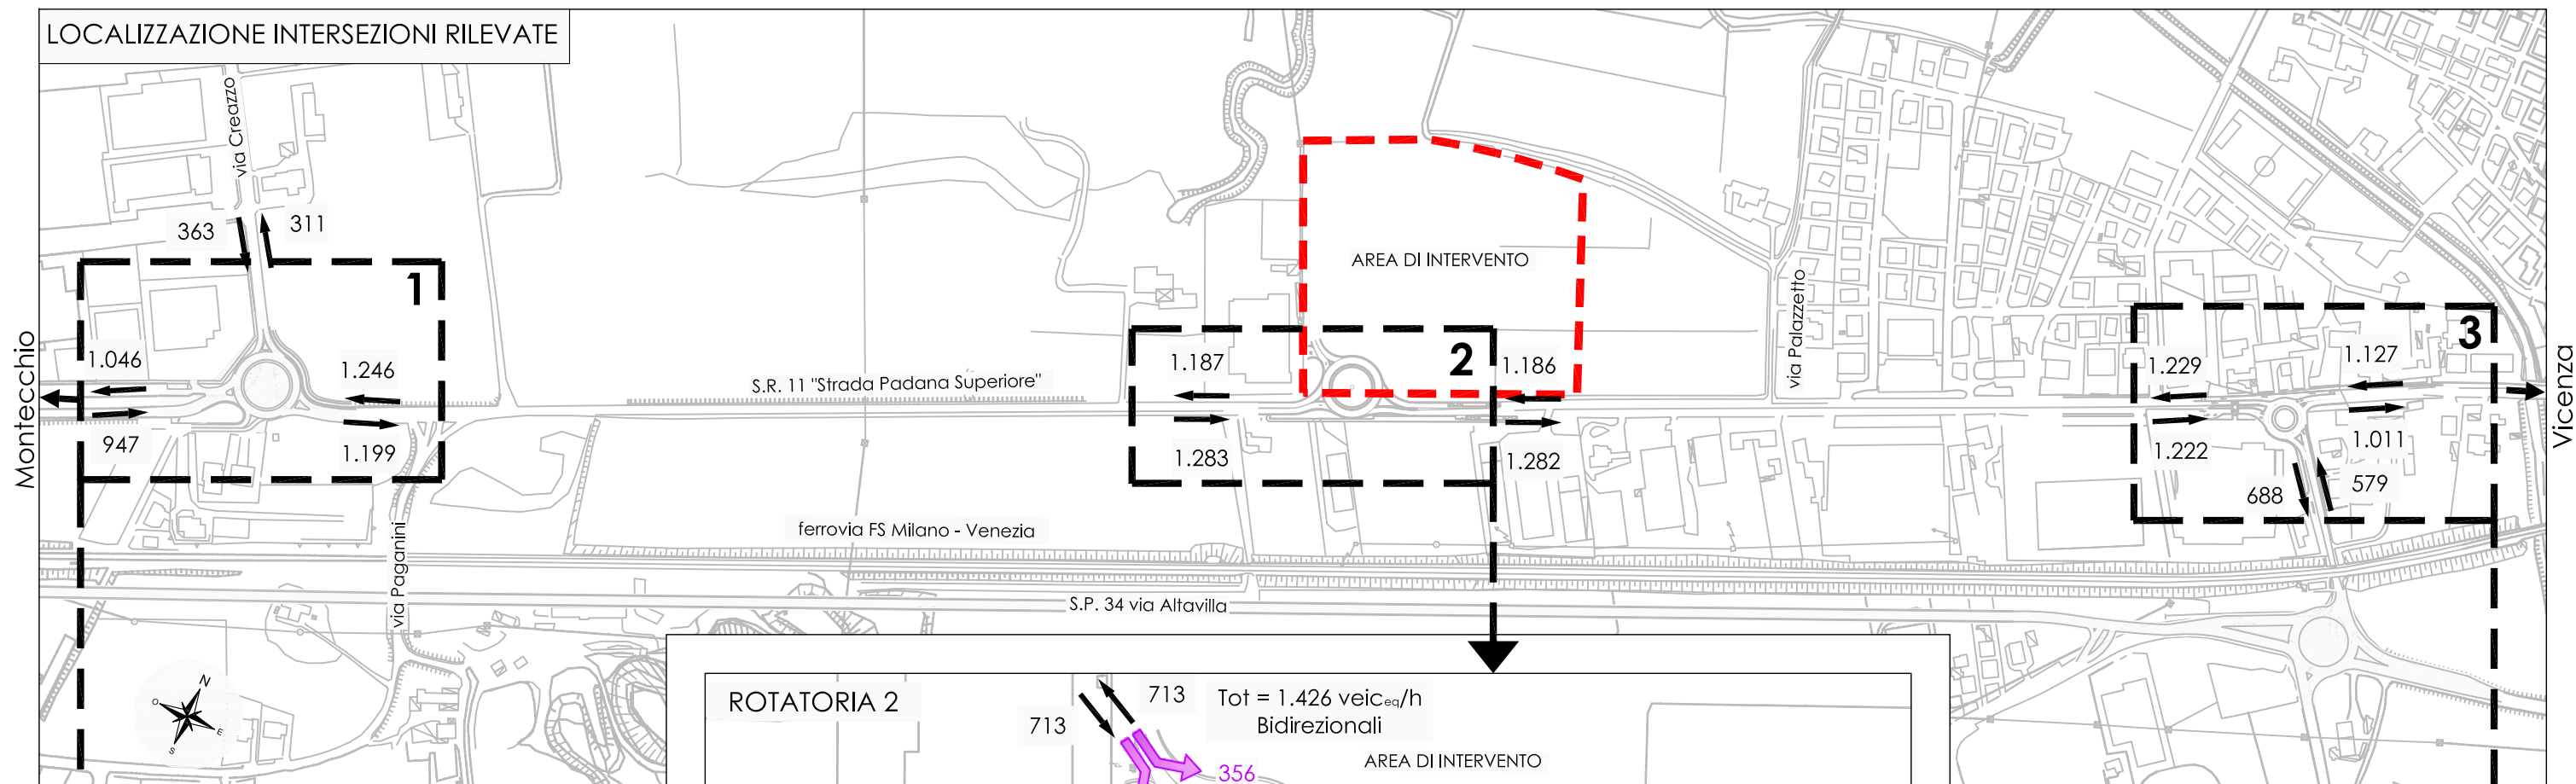 LOCALIZZAZIONE INTERSEZIONI RILEVATE
via Creazzo
363
311
1
1.046
1.246
947
1.199
Montecchio
via Paganini
S.R. 11 "Strada Padana Superiore"
ferrovia FS Milano - Venezia
S.P. 34 via Altavilla
AREA DI INTERVENTO
2
1.187
1.186
1.283
1.282
via Palazzetto
3
1.229
1.127
1.222
1.011
688
579
Vicenza
N
O
E
S
ROTATORIA 2
713
713
Tot = 1.426 veiceq/h
Bidirezionali
AREA DI INTERVENTO
356